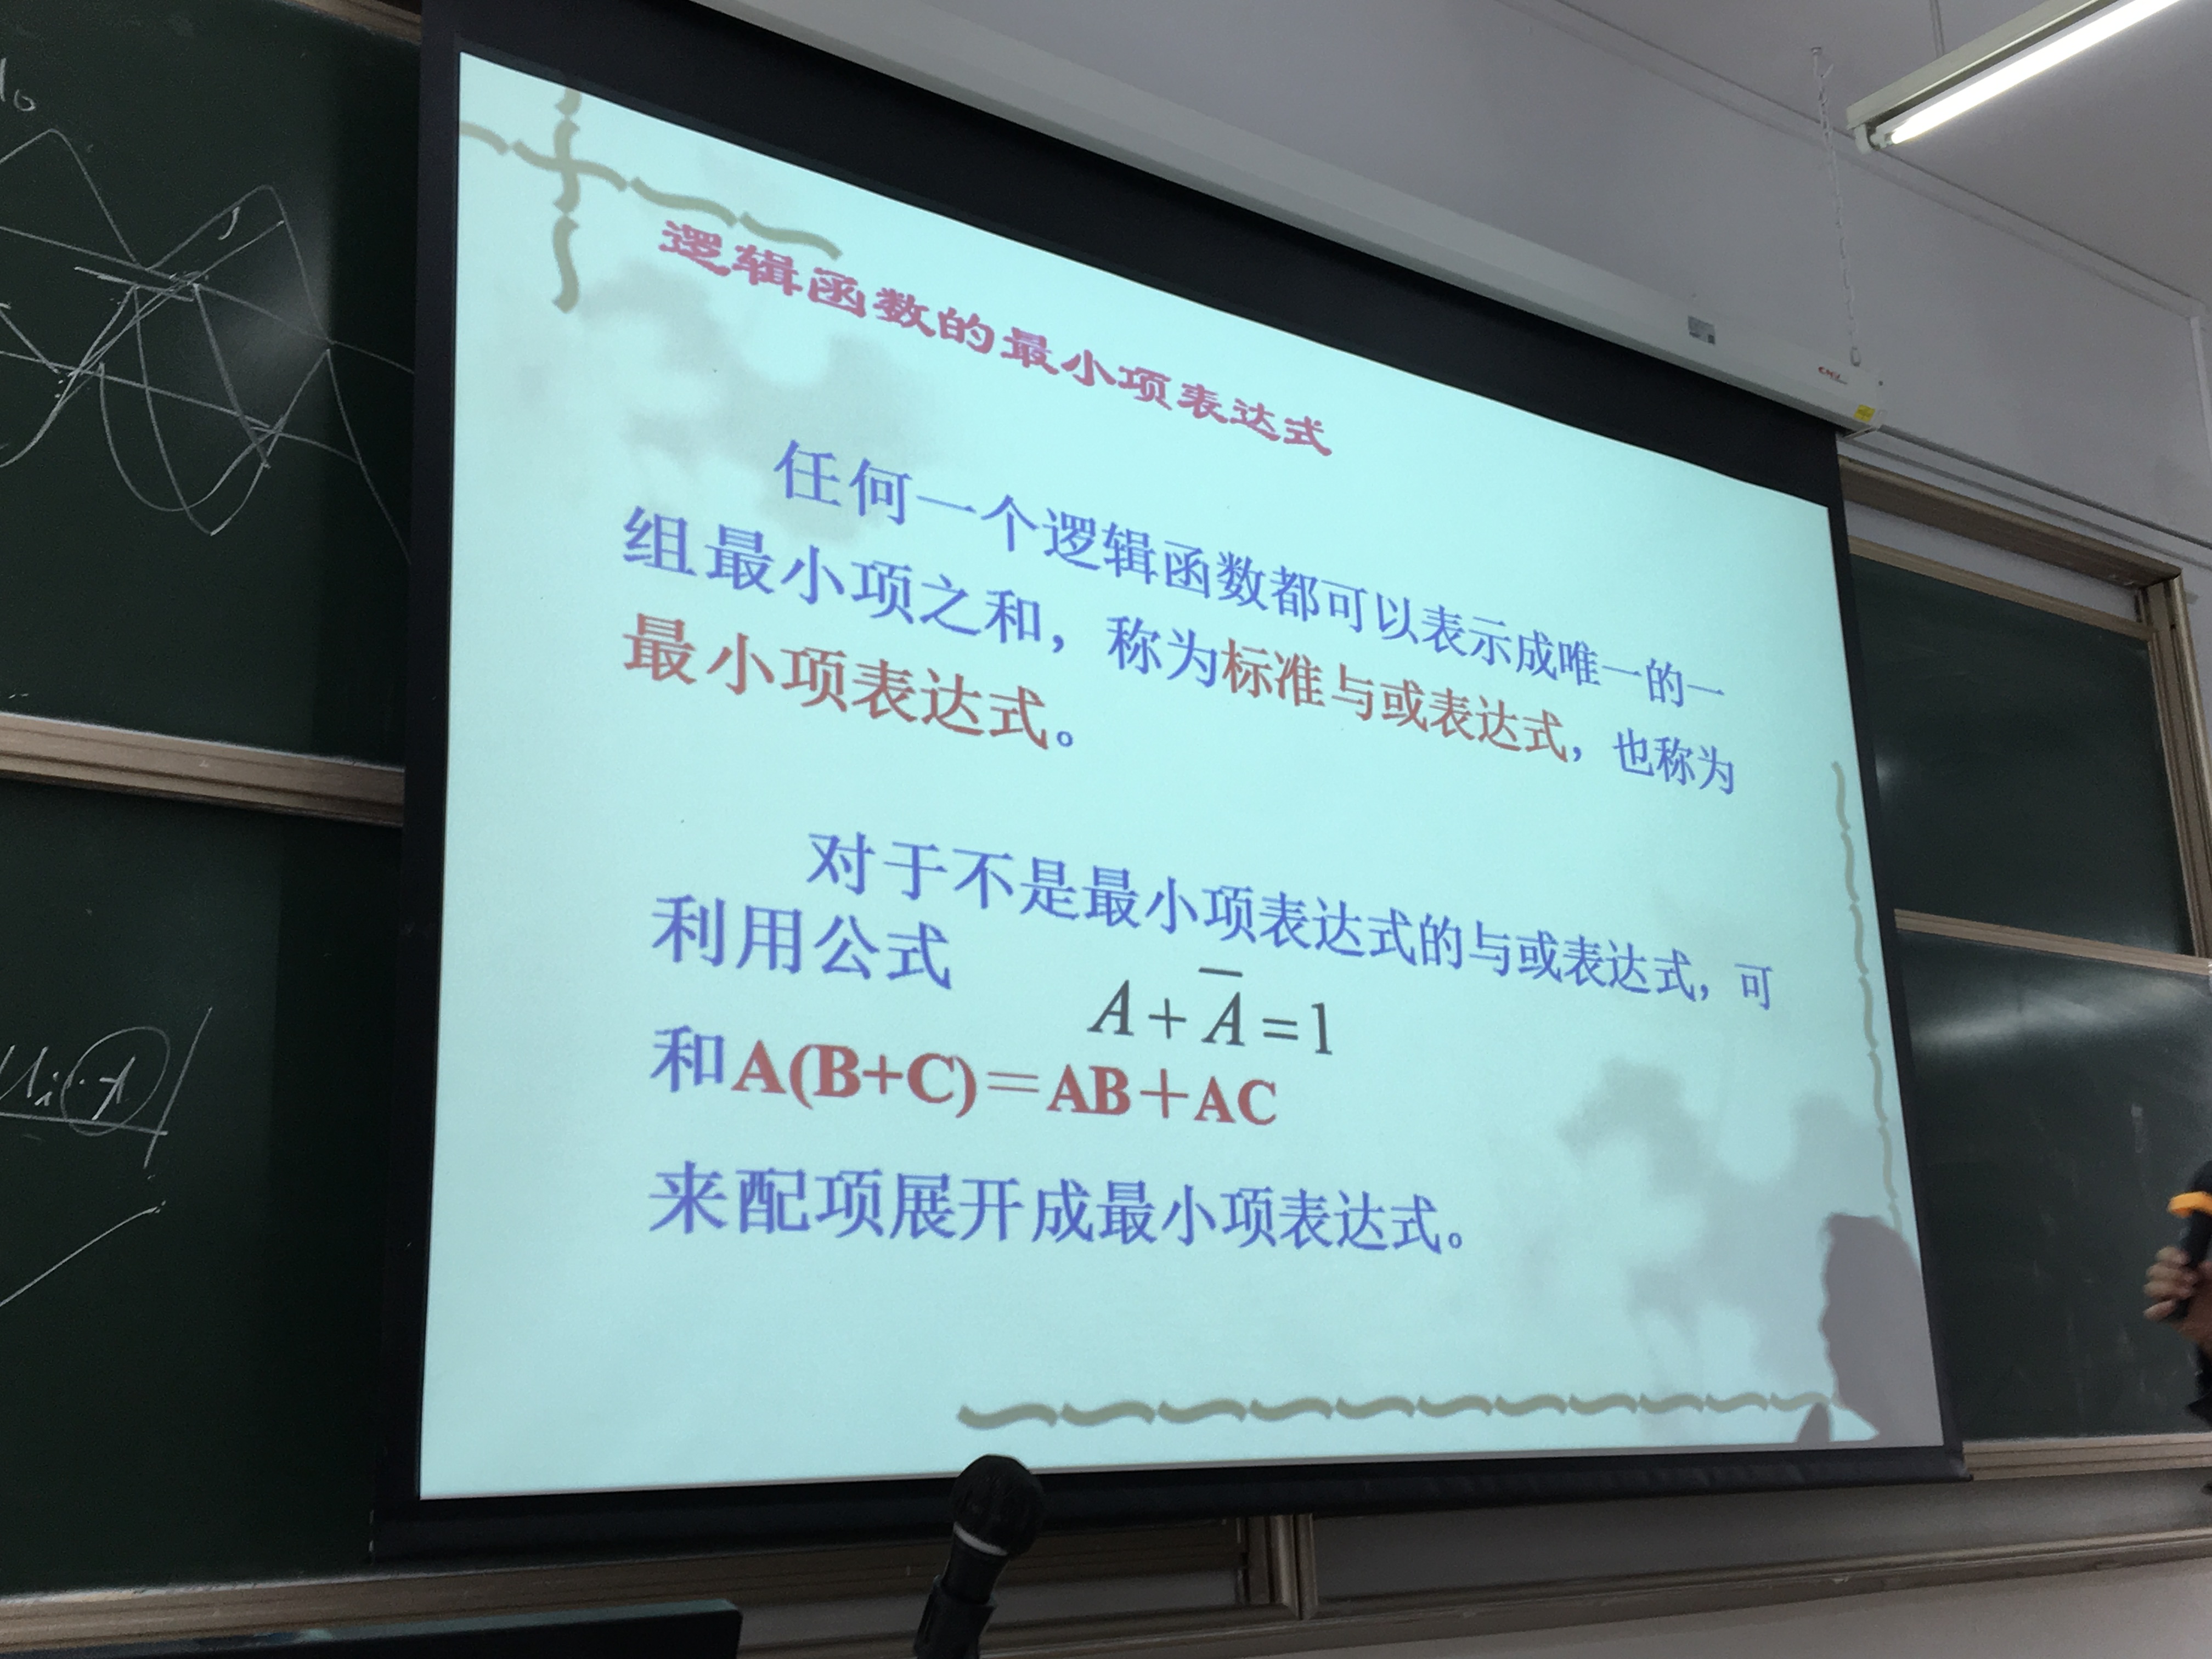 逻辑函数的最小项表达式
任何一个逻辑函数都可以表示成唯一的一
组最小项之和，称为标准与或表达式，也称为
最小项表达式。
对于不是最小项表达式的与或表达式，可
利用公式
A + A̅ = 1
和A(B+C)＝AB＋AC
来配项展开成最小项表达式。